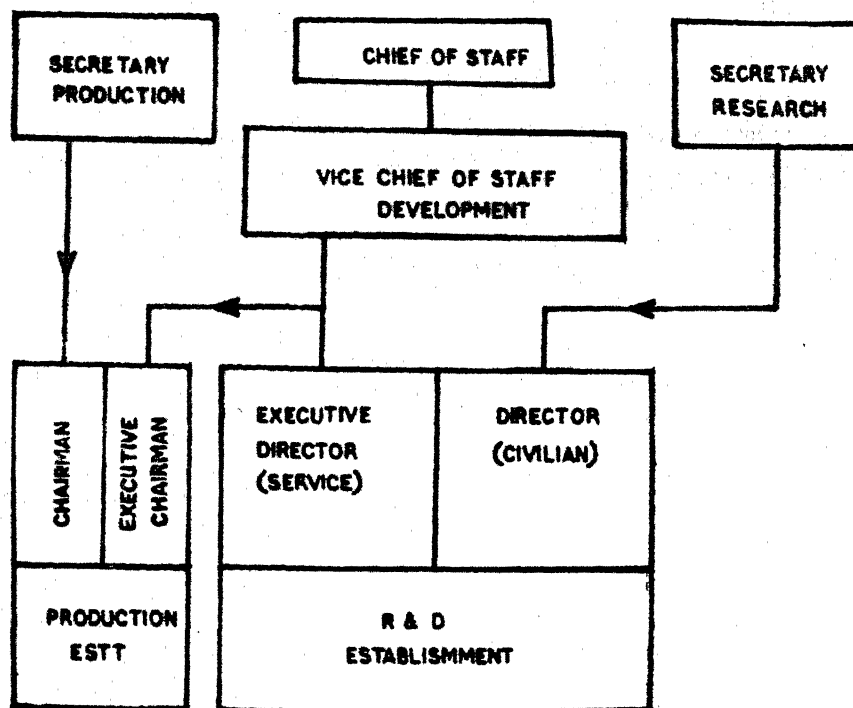 SECRETARY
PRODUCTION
CHIEF OF STAFF
SECRETARY
RESEARCH
VICE CHIEF OF STAFF
DEVELOPMENT
CHAIRMAN
EXECUTIVE
CHAIRMAN
EXECUTIVE
DIRECTOR
(SERVICE)
DIRECTOR
(CIVILIAN)
PRODUCTION
ESTT
R & D
ESTABLISMMENT